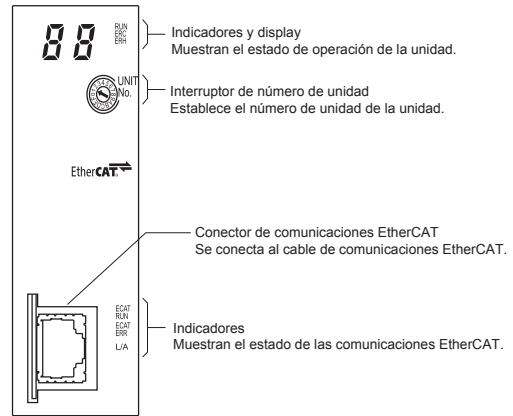 88
RUN
ERC
ERH
Indicadores y display
Muestran el estado de operación de la unidad.
UNIT
No.
Interruptor de número de unidad
Establece el número de unidad de la unidad.
EtherCAT
Conector de comunicaciones EtherCAT
Se conecta al cable de comunicaciones EtherCAT.
ECAT
RUN
ECAT
ERR
L/A
Indicadores
Muestran el estado de las comunicaciones EtherCAT.